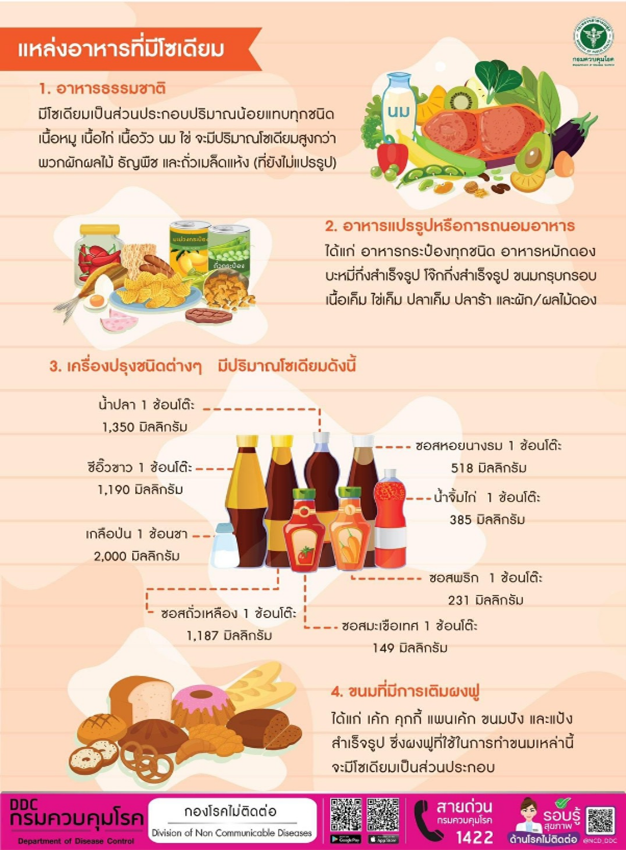 แหล่งอาหารที่มีโซเดียม
กรมควบคุมโรค
1. อาหารธรรมชาติ
มีโซเดียมเป็นส่วนประกอบปริมาณน้อยแทบทุกชนิด
เนื้อหมู เนื้อไก่ เนื้อวัว นม ไข่ จะมีปริมาณโซเดียมสูงกว่า
พวกผักผลไม้ ธัญพืช และถั่วเมล็ดแห้ง (ที่ยังไม่แปรรูป)
นม
2. อาหารแปรรูปหรือการถนอมอาหาร
ได้แก่ อาหารกระป๋องทุกชนิด อาหารหมักดอง
บะหมี่กึ่งสำเร็จรูป โจ๊กกึ่งสำเร็จรูป ขนมกรุบกรอบ
เนื้อเค็ม ไข่เค็ม ปลาเค็ม ปลาร้า และผัก/ผลไม้ดอง
3. เครื่องปรุงชนิดต่างๆ มีปริมาณโซเดียมดังนี้
น้ำปลา 1 ช้อนโต๊ะ
1,350 มิลลิกรัม
ซอสหอยนางรม 1 ช้อนโต๊ะ
518 มิลลิกรัม
ซีอิ๊วขาว 1 ช้อนโต๊ะ
1,190 มิลลิกรัม
น้ำจิ้มไก่ 1 ช้อนโต๊ะ
385 มิลลิกรัม
เกลือป่น 1 ช้อนชา
2,000 มิลลิกรัม
ซอสพริก 1 ช้อนโต๊ะ
231 มิลลิกรัม
ซอสถั่วเหลือง 1 ช้อนโต๊ะ
1,187 มิลลิกรัม
ซอสมะเขือเทศ 1 ช้อนโต๊ะ
149 มิลลิกรัม
4. ขนมที่มีการเติมผงฟู
ได้แก่ เค้ก คุกกี้ แพนเค้ก ขนมปัง และแป้ง
สำเร็จรูป ซึ่งผงฟูที่ใช้ในการทำขนมเหล่านี้
จะมีโซเดียมเป็นส่วนประกอบ
DDC
กรมควบคุมโรค
Department of Disease Control
กองโรคไม่ติดต่อ
Division of Non Communicable Diseases
Google Play
App Store
สายด่วน
กรมควบคุมโรค
1422
รอบรู้
สุขภาพ
ด้านโรคไม่ติดต่อ
@NCD_DDC